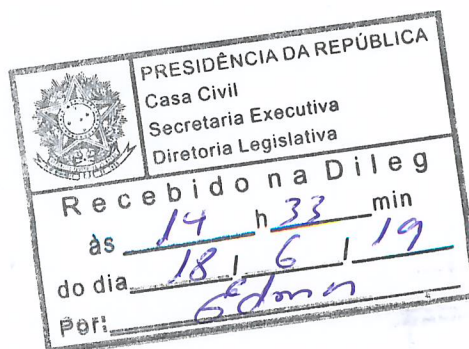 PRESIDÊNCIA DA REPÚBLICA
Casa Civil
Secretaria Executiva
Diretoria Legislativa
Recebido na Dileg
às 14 h 33 min
do dia 18 / 6 / 19
Por: